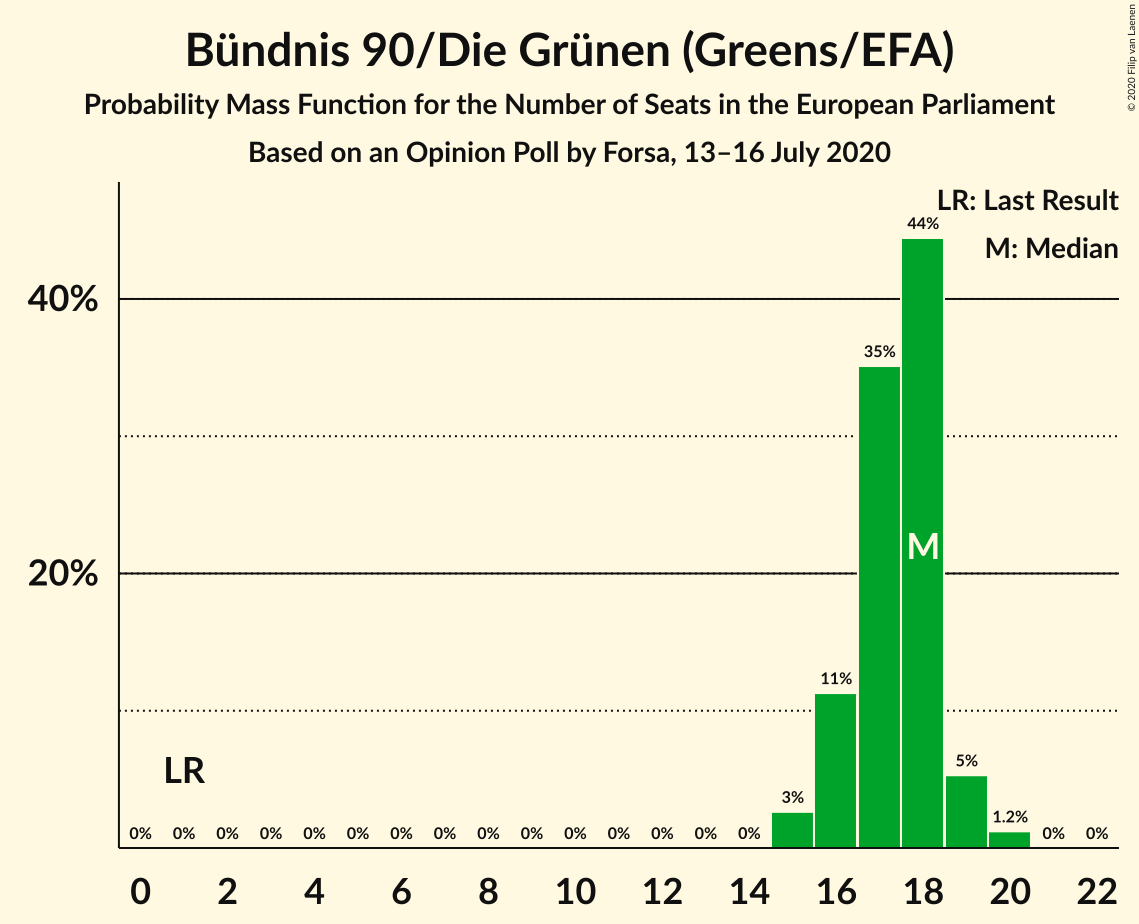 Bündnis 90/Die Grünen (Greens/EFA)
Probability Mass Function for the Number of Seats in the European Parliament
Based on an Opinion Poll by Forsa, 13–16 July 2020
© 2020 Filip van Laenen
LR: Last Result
M: Median
44%
40%
35%
M
20%
11%
LR
5%
3%
1.2%
0% 0% 0% 0% 0% 0% 0% 0% 0% 0% 0% 0% 0% 0% 0% 0% 0%
0 2 4 6 8 10 12 14 16 18 20 22